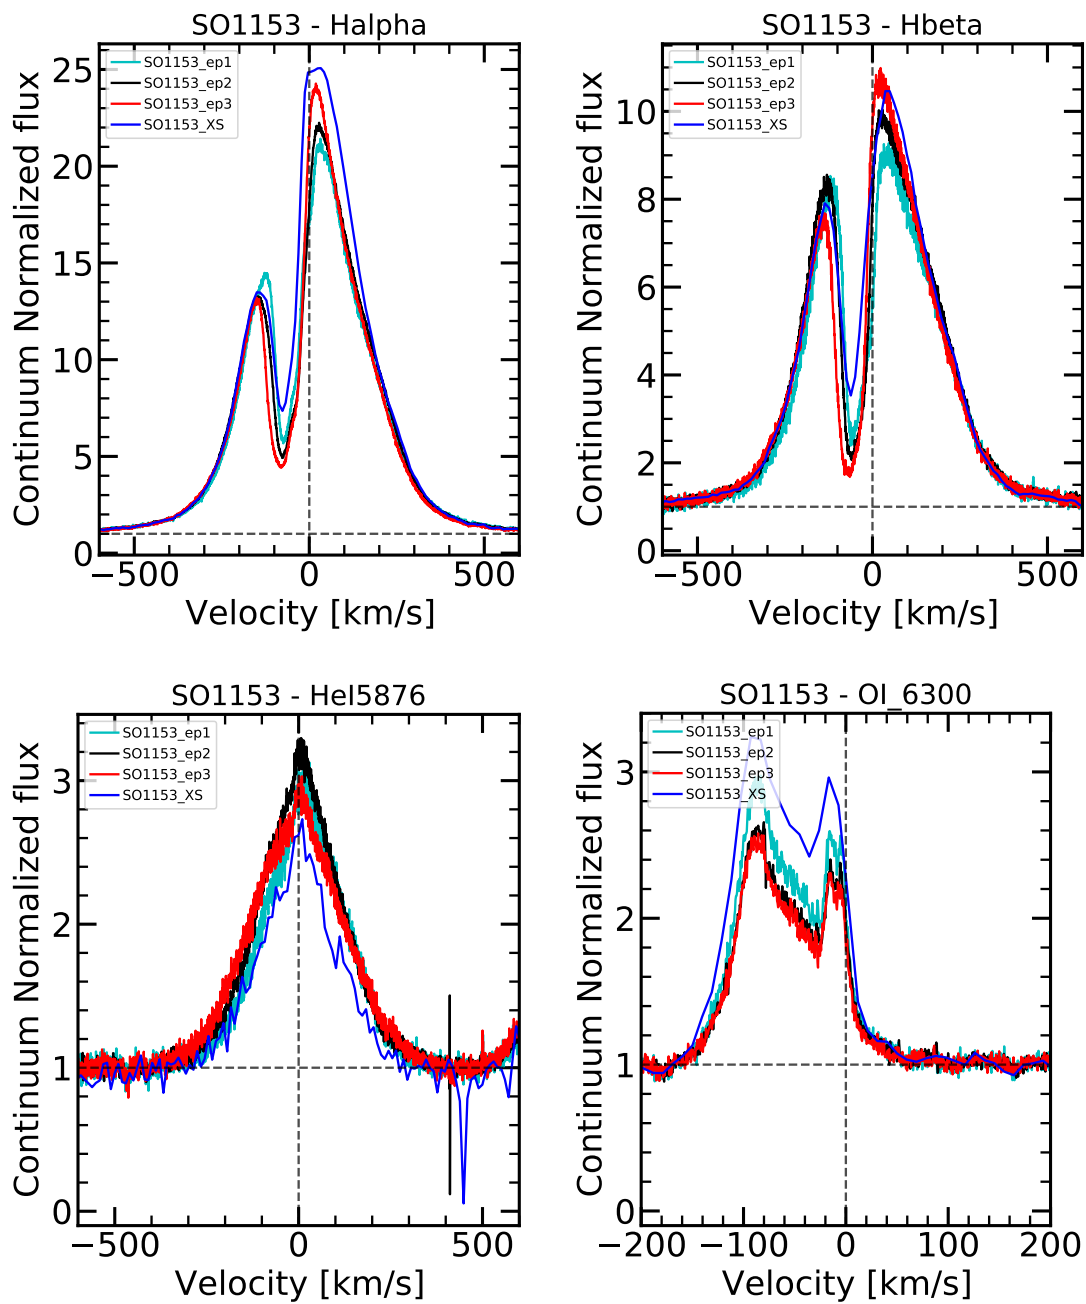 SO1153 - Halpha
SO1153_ep1
SO1153_ep2
SO1153_ep3
SO1153_XS
25
20
15
10
5
0
Continuum Normalized flux
−500
0
500
Velocity [km/s]
SO1153 - Hbeta
SO1153_ep1
SO1153_ep2
SO1153_ep3
SO1153_XS
10
8
6
4
2
0
Continuum Normalized flux
−500
0
500
Velocity [km/s]
SO1153 - HeI5876
SO1153_ep1
SO1153_ep2
SO1153_ep3
SO1153_XS
3
2
1
0
Continuum Normalized flux
−500
0
500
Velocity [km/s]
SO1153 - OI_6300
SO1153_ep1
SO1153_ep2
SO1153_ep3
SO1153_XS
3
2
1
0
Continuum Normalized flux
−200
−100
0
100
200
Velocity [km/s]